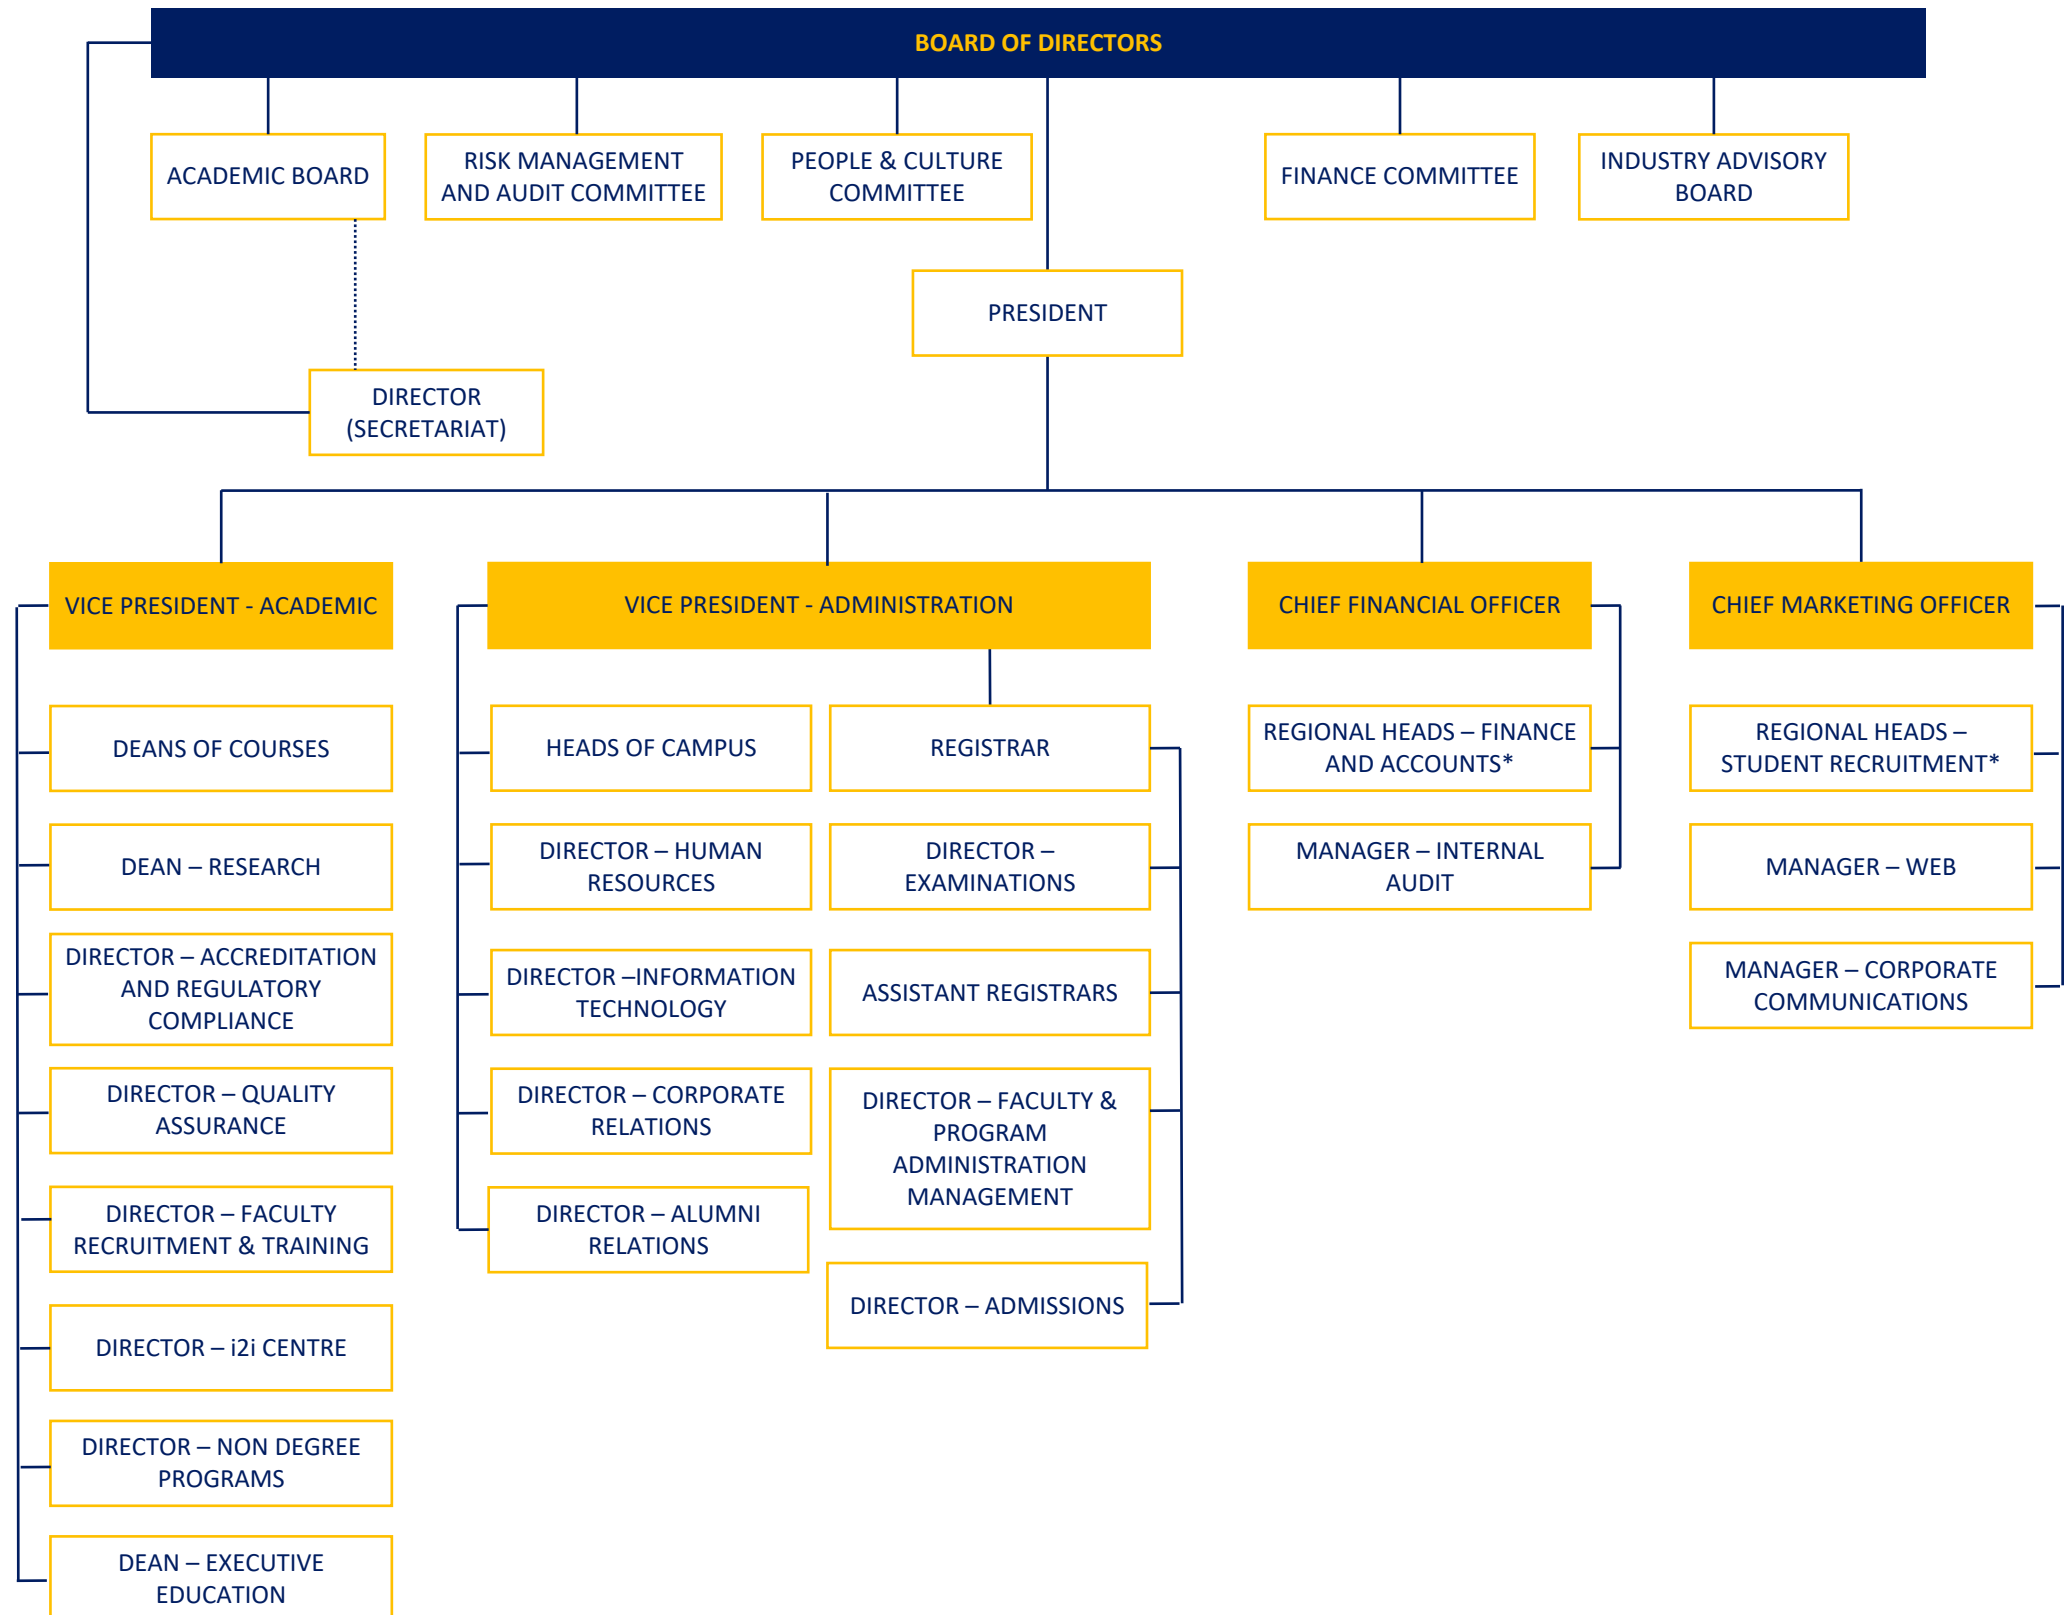 BOARD OF DIRECTORS
ACADEMIC BOARD
RISK MANAGEMENT
AND AUDIT COMMITTEE
PEOPLE & CULTURE
COMMITTEE
FINANCE COMMITTEE
INDUSTRY ADVISORY
BOARD
PRESIDENT
DIRECTOR
(SECRETARIAT)
VICE PRESIDENT - ACADEMIC
VICE PRESIDENT - ADMINISTRATION
CHIEF FINANCIAL OFFICER
CHIEF MARKETING OFFICER
DEANS OF COURSES
DEAN – RESEARCH
DIRECTOR – ACCREDITATION
AND REGULATORY
COMPLIANCE
DIRECTOR – QUALITY
ASSURANCE
DIRECTOR – FACULTY
RECRUITMENT & TRAINING
DIRECTOR – i2i CENTRE
DIRECTOR – NON DEGREE
PROGRAMS
DEAN – EXECUTIVE
EDUCATION
HEADS OF CAMPUS
DIRECTOR – HUMAN
RESOURCES
DIRECTOR –INFORMATION
TECHNOLOGY
DIRECTOR – CORPORATE
RELATIONS
DIRECTOR – ALUMNI
RELATIONS
REGISTRAR
DIRECTOR –
EXAMINATIONS
ASSISTANT REGISTRARS
DIRECTOR – FACULTY &
PROGRAM
ADMINISTRATION
MANAGEMENT
DIRECTOR – ADMISSIONS
REGIONAL HEADS – FINANCE
AND ACCOUNTS*
MANAGER – INTERNAL
AUDIT
REGIONAL HEADS –
STUDENT RECRUITMENT*
MANAGER – WEB
MANAGER – CORPORATE
COMMUNICATIONS